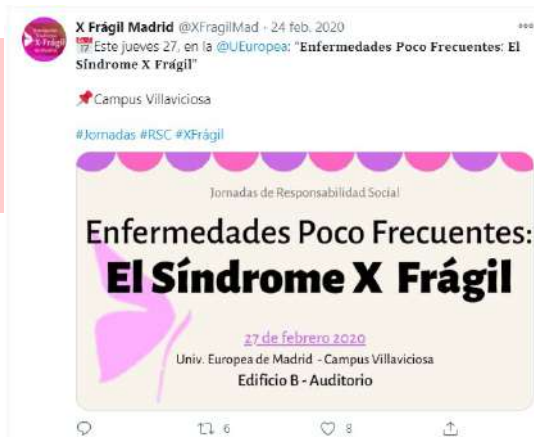 X Frágil Madrid @XFragilMad · 24 feb. 2020
17 Este jueves 27, en la @UEuropea: "Enfermedades Poco Frecuentes: El
Síndrome X Frágil"
Campus Villaviciosa
#Jornadas #RSC #XFrágil
Jornadas de Responsabilidad Social
Enfermedades Poco Frecuentes:
El Síndrome X Frágil
27 de febrero 2020
Univ. Europea de Madrid - Campus Villaviciosa
Edificio B - Auditorio
6 8